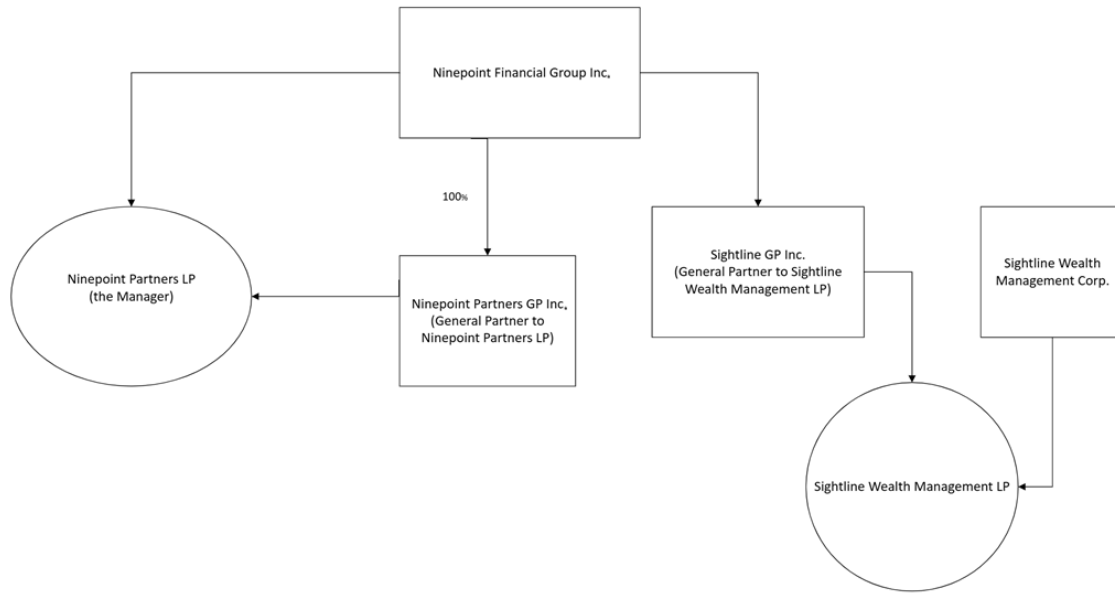 Ninepoint Financial Group Inc.
100%
Ninepoint Partners LP
(the Manager)
Ninepoint Partners GP Inc.
(General Partner to
Ninepoint Partners LP)
Sightline GP Inc.
(General Partner to Sightline
Wealth Management LP)
Sightline Wealth
Management Corp.
Sightline Wealth Management LP